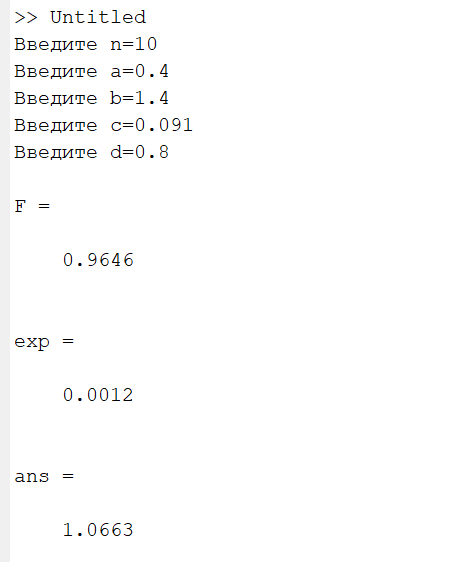 >> Untitled
Введите n=10
Введите a=0.4
Введите b=1.4
Введите c=0.091
Введите d=0.8
F =
0.9646
exp =
0.0012
ans =
1.0663